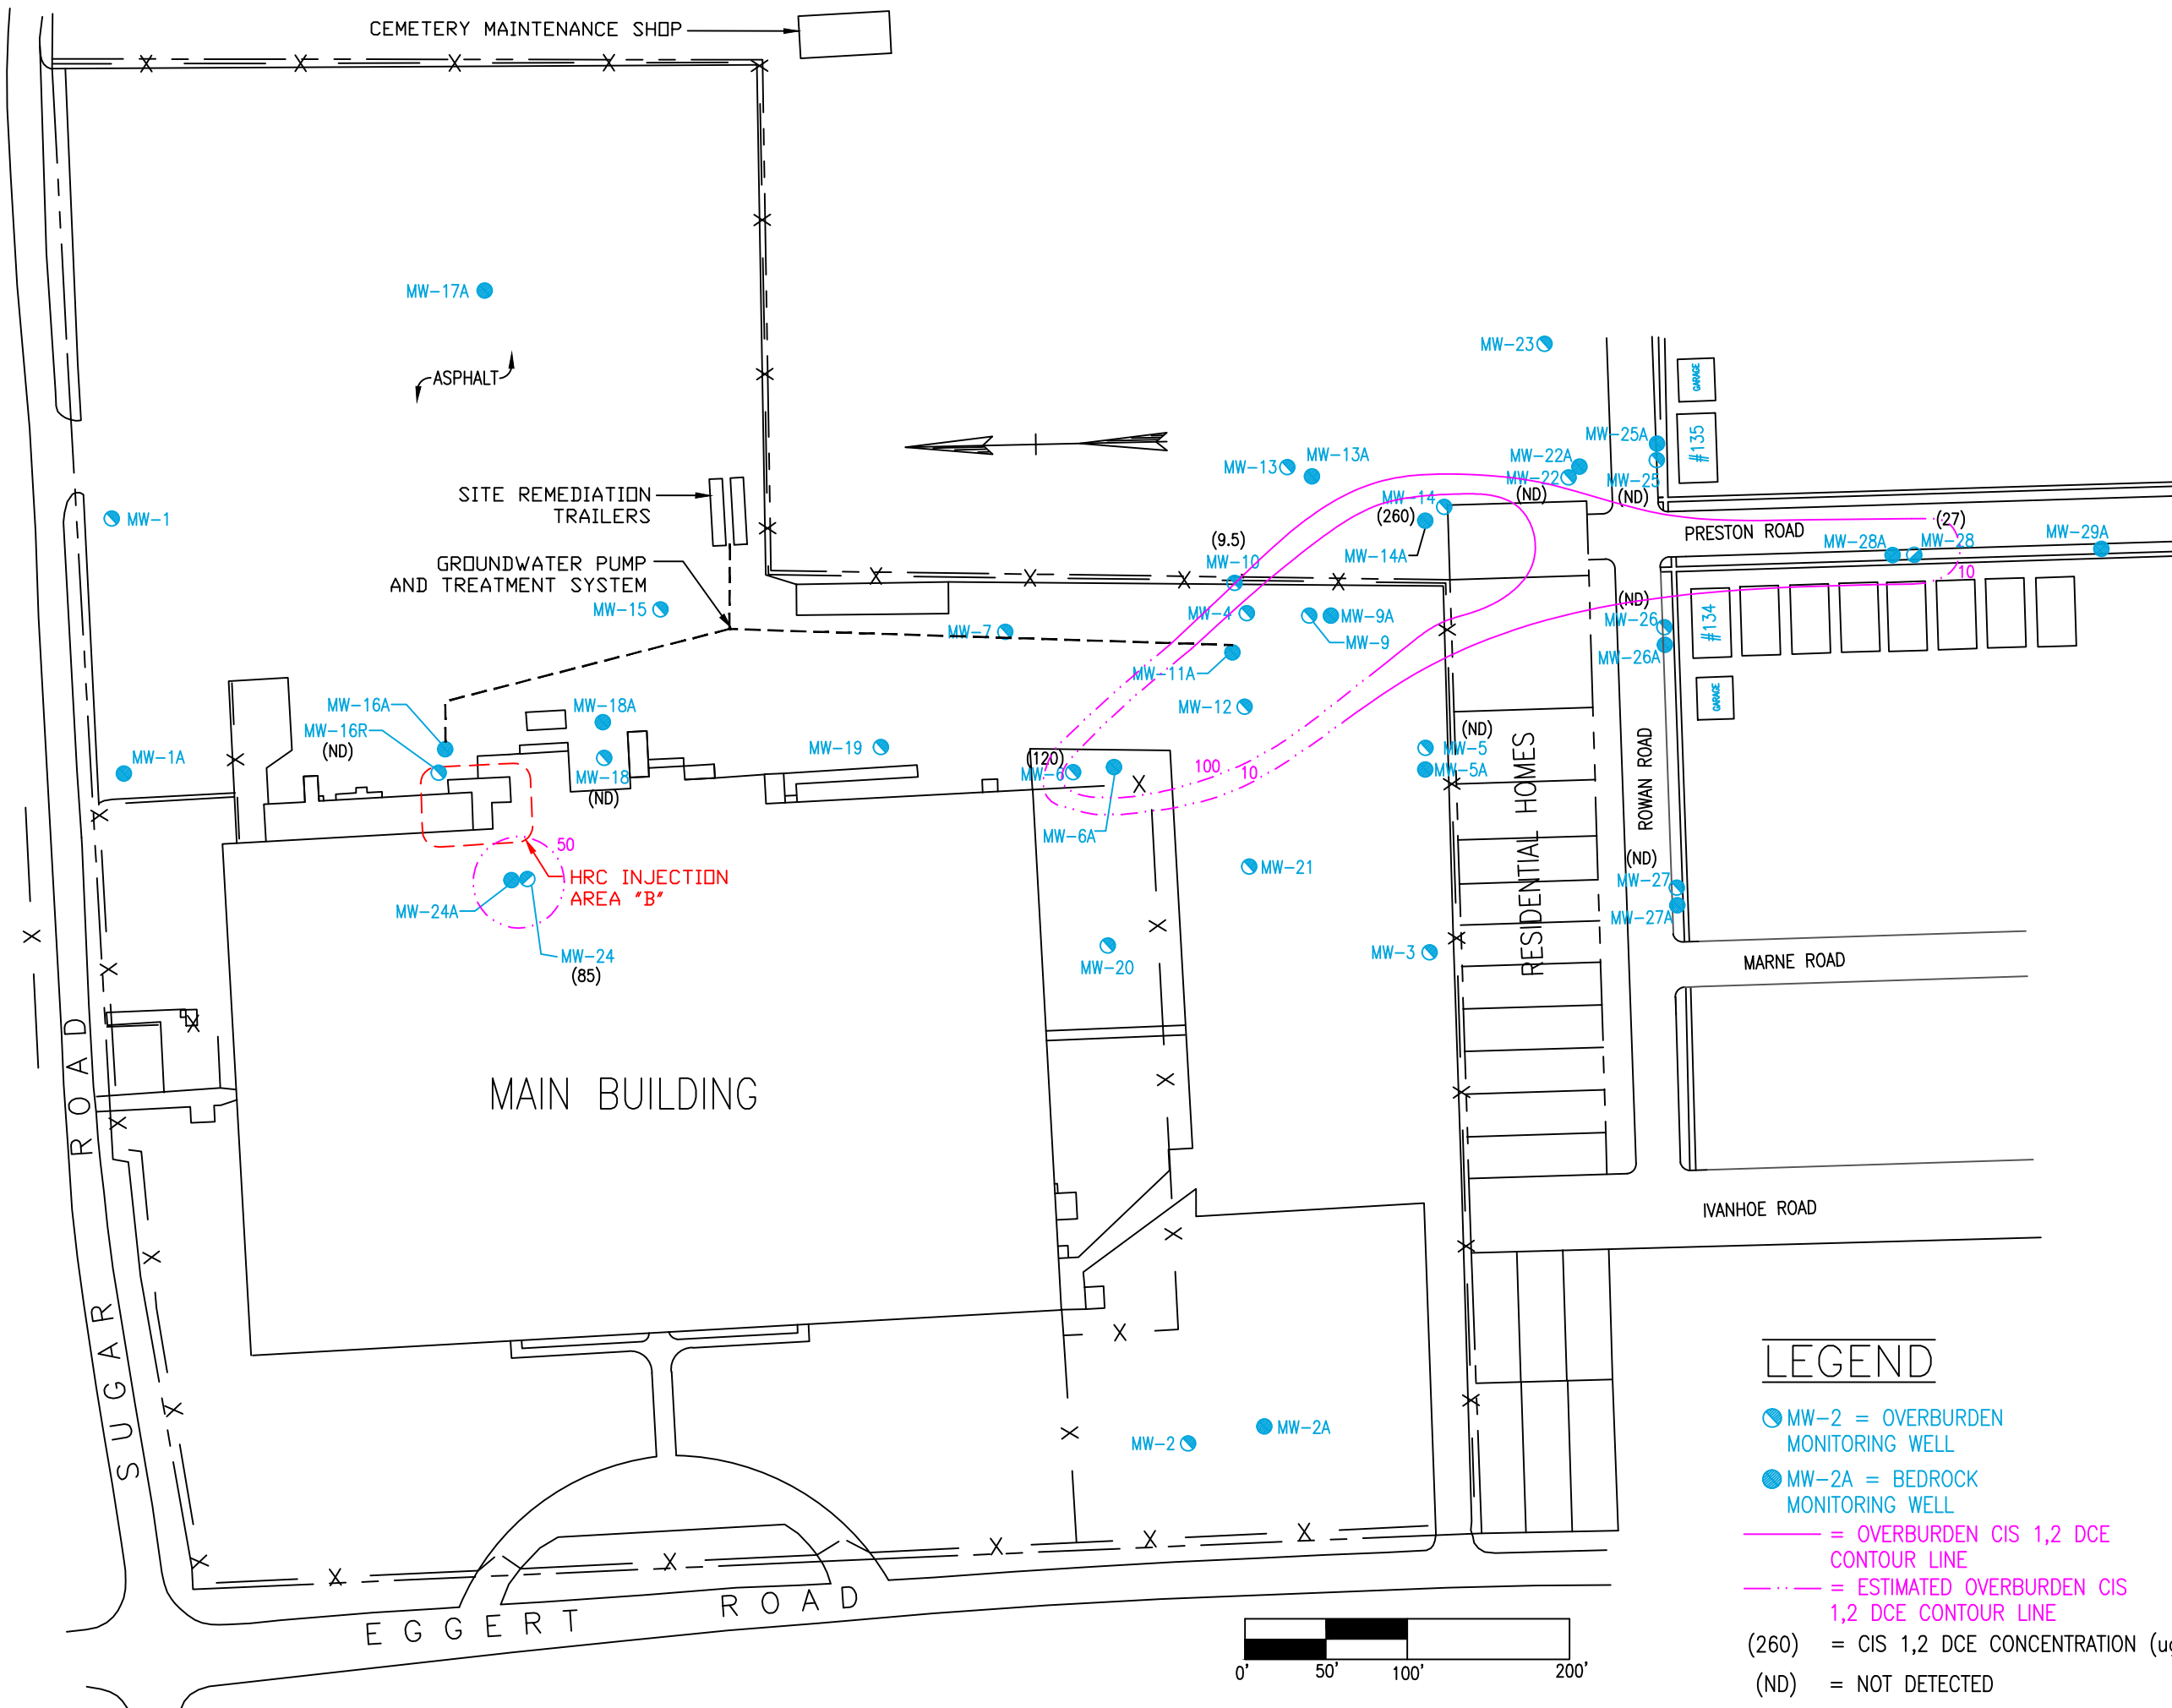 CEMETERY MAINTENANCE SHOP
MW-17A
ASPHALT
MW-23
GARAGE
#135
MW-25A
MW-25
(ND)
MW-22A
MW-22
(ND)
MW-13A
MW-13
MW-14
(260)
MW-14A
SITE REMEDIATION
TRAILERS
MW-1
GROUNDWATER PUMP
AND TREATMENT SYSTEM
MW-15
(9.5)
MW-10
MW-4
MW-7
MW-9A
MW-9
MW-11A
MW-12
PRESTON ROAD
(27)
MW-28A
MW-28
MW-29A
10
(ND)
MW-26
MW-26A
#134
GARAGE
MW-16A
MW-16R
(ND)
MW-18A
MW-18
(ND)
MW-19
MW-1A
(120)
MW-6
MW-6A
100
10
(ND)
MW-5
MW-5A
RESIDENTIAL HOMES
ROWAN ROAD
50
HRC INJECTION
AREA "B"
MW-24A
MW-24
(85)
MW-21
MW-20
MW-3
(ND)
MW-27
MW-27A
MARNE ROAD
MAIN BUILDING
IVANHOE ROAD
SUGAR ROAD
MW-2
MW-2A
EGGERT ROAD
0'
50'
100'
200'
LEGEND
MW-2 = OVERBURDEN
MONITORING WELL
MW-2A = BEDROCK
MONITORING WELL
= OVERBURDEN CIS 1,2 DCE
CONTOUR LINE
= ESTIMATED OVERBURDEN CIS
1,2 DCE CONTOUR LINE
(260) = CIS 1,2 DCE CONCENTRATION
(ND) = NOT DETECTED